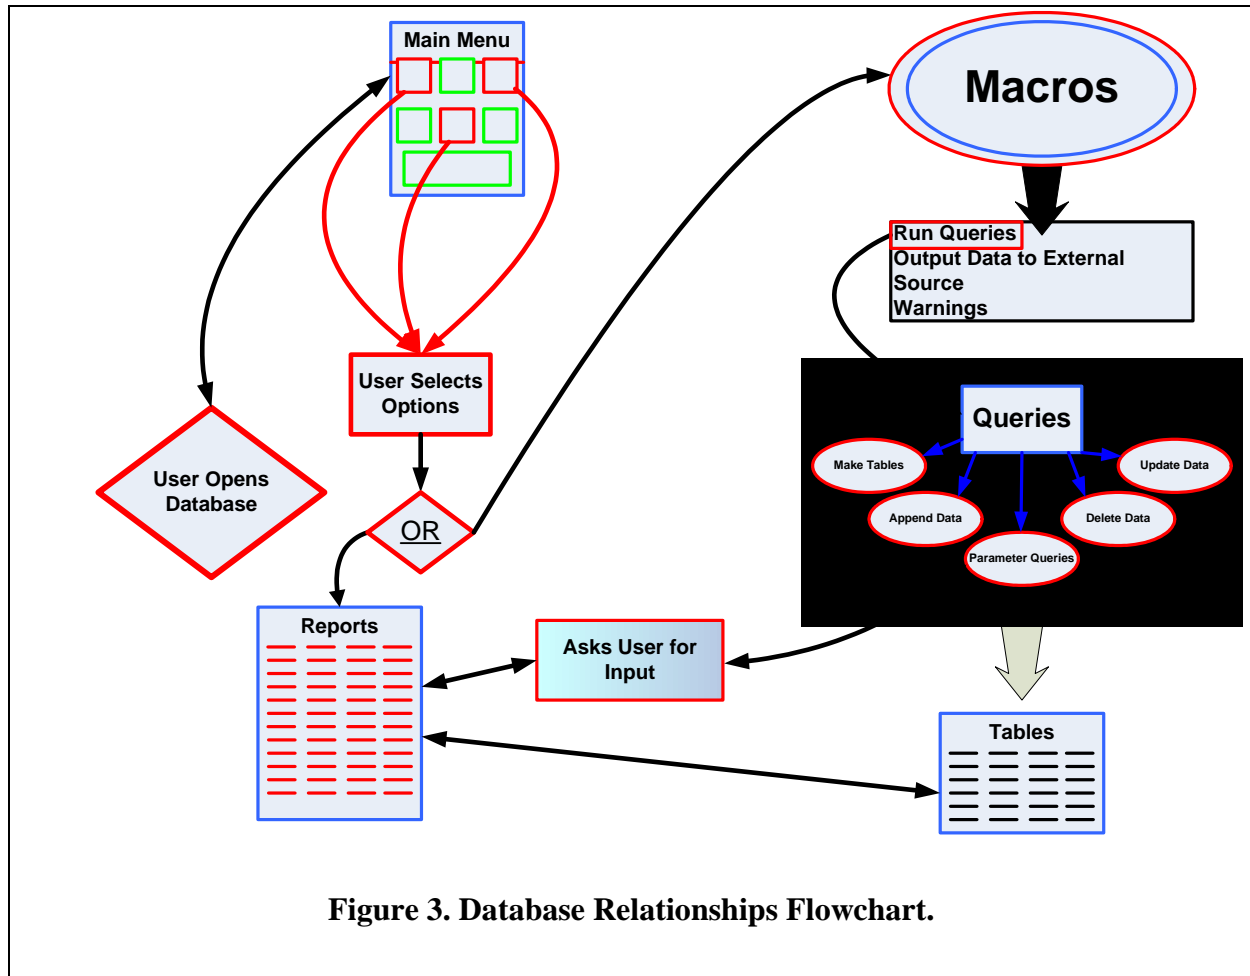 Main Menu
Macros
Run Queries
Output Data to External
Source
Warnings
User Selects
Options
Queries
Make Tables
Update Data
User Opens
Database
Append Data
Delete Data
OR
Parameter Queries
Reports
Asks User for
Input
Tables
Figure 3. Database Relationships Flowchart.